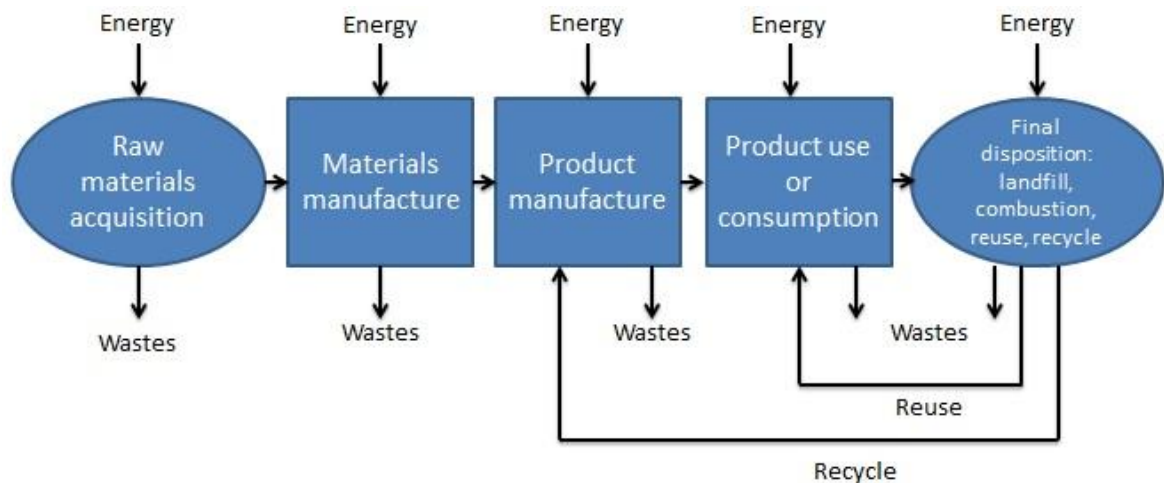 Energy
Energy
Energy
Energy
Energy
Raw
materials
acquisition
Materials
manufacture
Product
manufacture
Product use
or
consumption
Final
disposition:
landfill,
combustion,
reuse, recycle
Wastes
Wastes
Wastes
Wastes
Reuse
Recycle